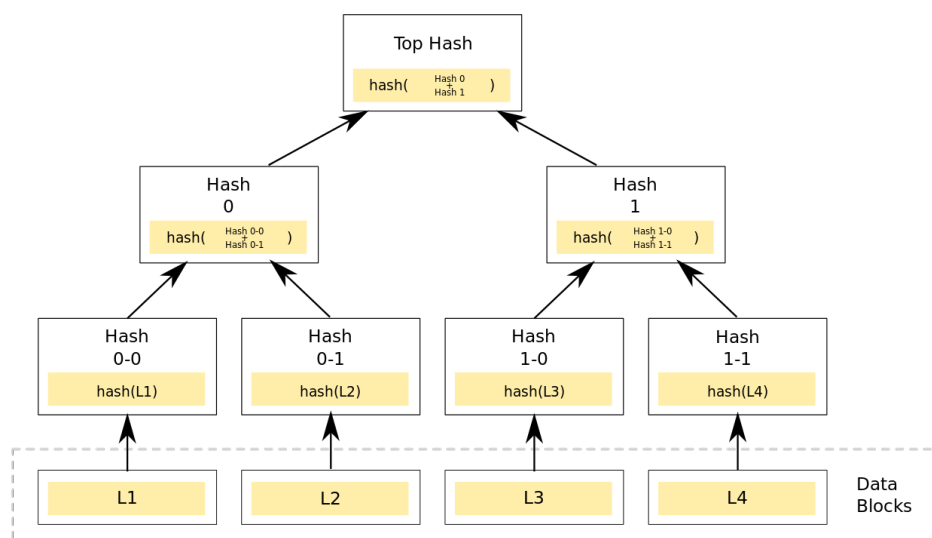 Top Hash
hash( Hash 0 + Hash 1 )
Hash 0
hash( Hash 0-0 + Hash 0-1 )
Hash 1
hash( Hash 1-0 + Hash 1-1 )
Hash 0-0
hash(L1)
Hash 0-1
hash(L2)
Hash 1-0
hash(L3)
Hash 1-1
hash(L4)
L1
L2
L3
L4
Data
Blocks